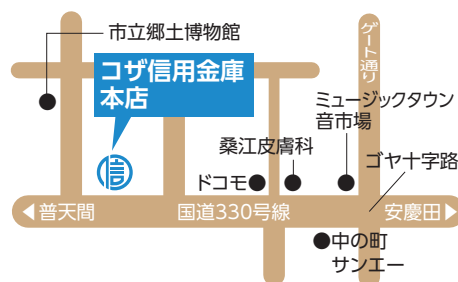 市立郷土博物館
コザ信用金庫
本店
ゲート通り
ミュージックタウン
音市場
桑江皮膚科
ゴヤ十字路
ドコモ
信
◀普天間
国道330号線
安慶田▶
中の町
サンエー